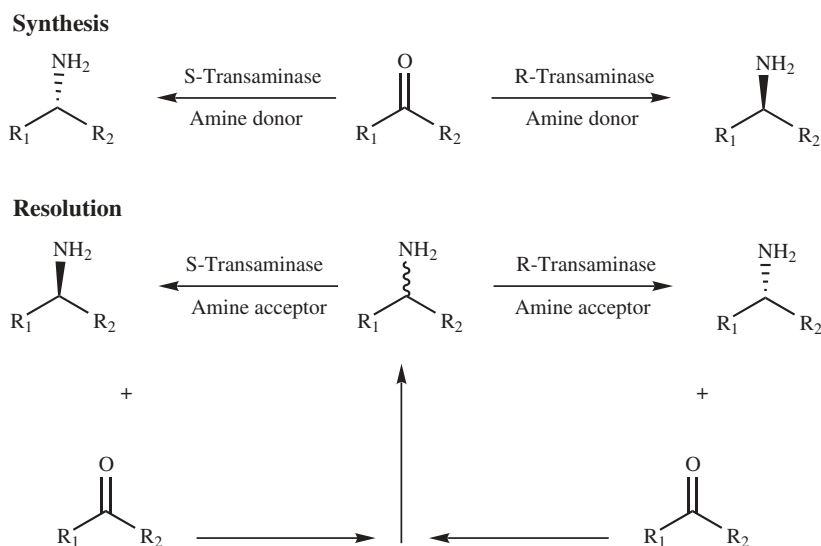 Synthesis
NH2 S-Transaminase O R-Transaminase NH2
R1 R2 Amine donor R1 R2 Amine donor R1 R2
Resolution
NH2 S-Transaminase NH2 R-Transaminase NH2
R1 R2 Amine acceptor R1 R2 Amine acceptor R1 R2
+ +
O O
R1 R2 R1 R2